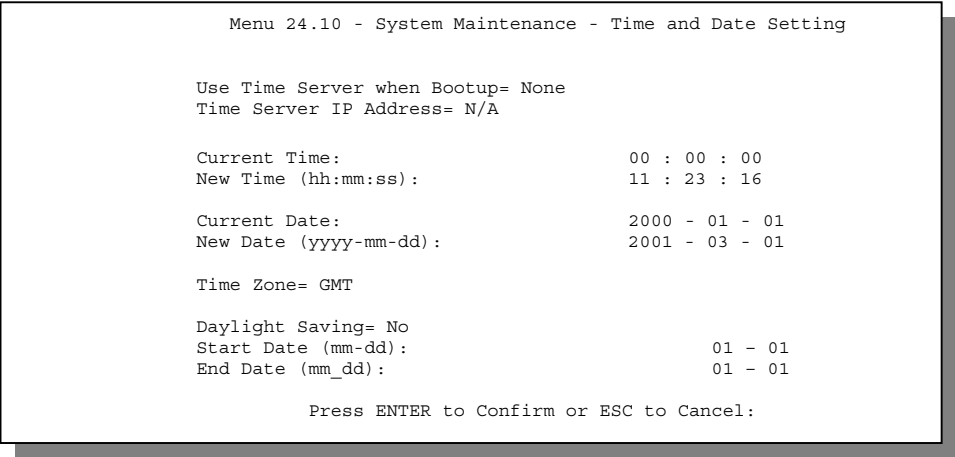 Menu 24.10 - System Maintenance - Time and Date Setting
Use Time Server when Bootup= None
Time Server IP Address= N/A
Current Time: 00 : 00 : 00
New Time (hh:mm:ss): 11 : 23 : 16
Current Date: 2000 - 01 - 01
New Date (yyyy-mm-dd): 2001 - 03 - 01
Time Zone= GMT
Daylight Saving= No
Start Date (mm-dd): 01 – 01
End Date (mm_dd): 01 – 01
Press ENTER to Confirm or ESC to Cancel: